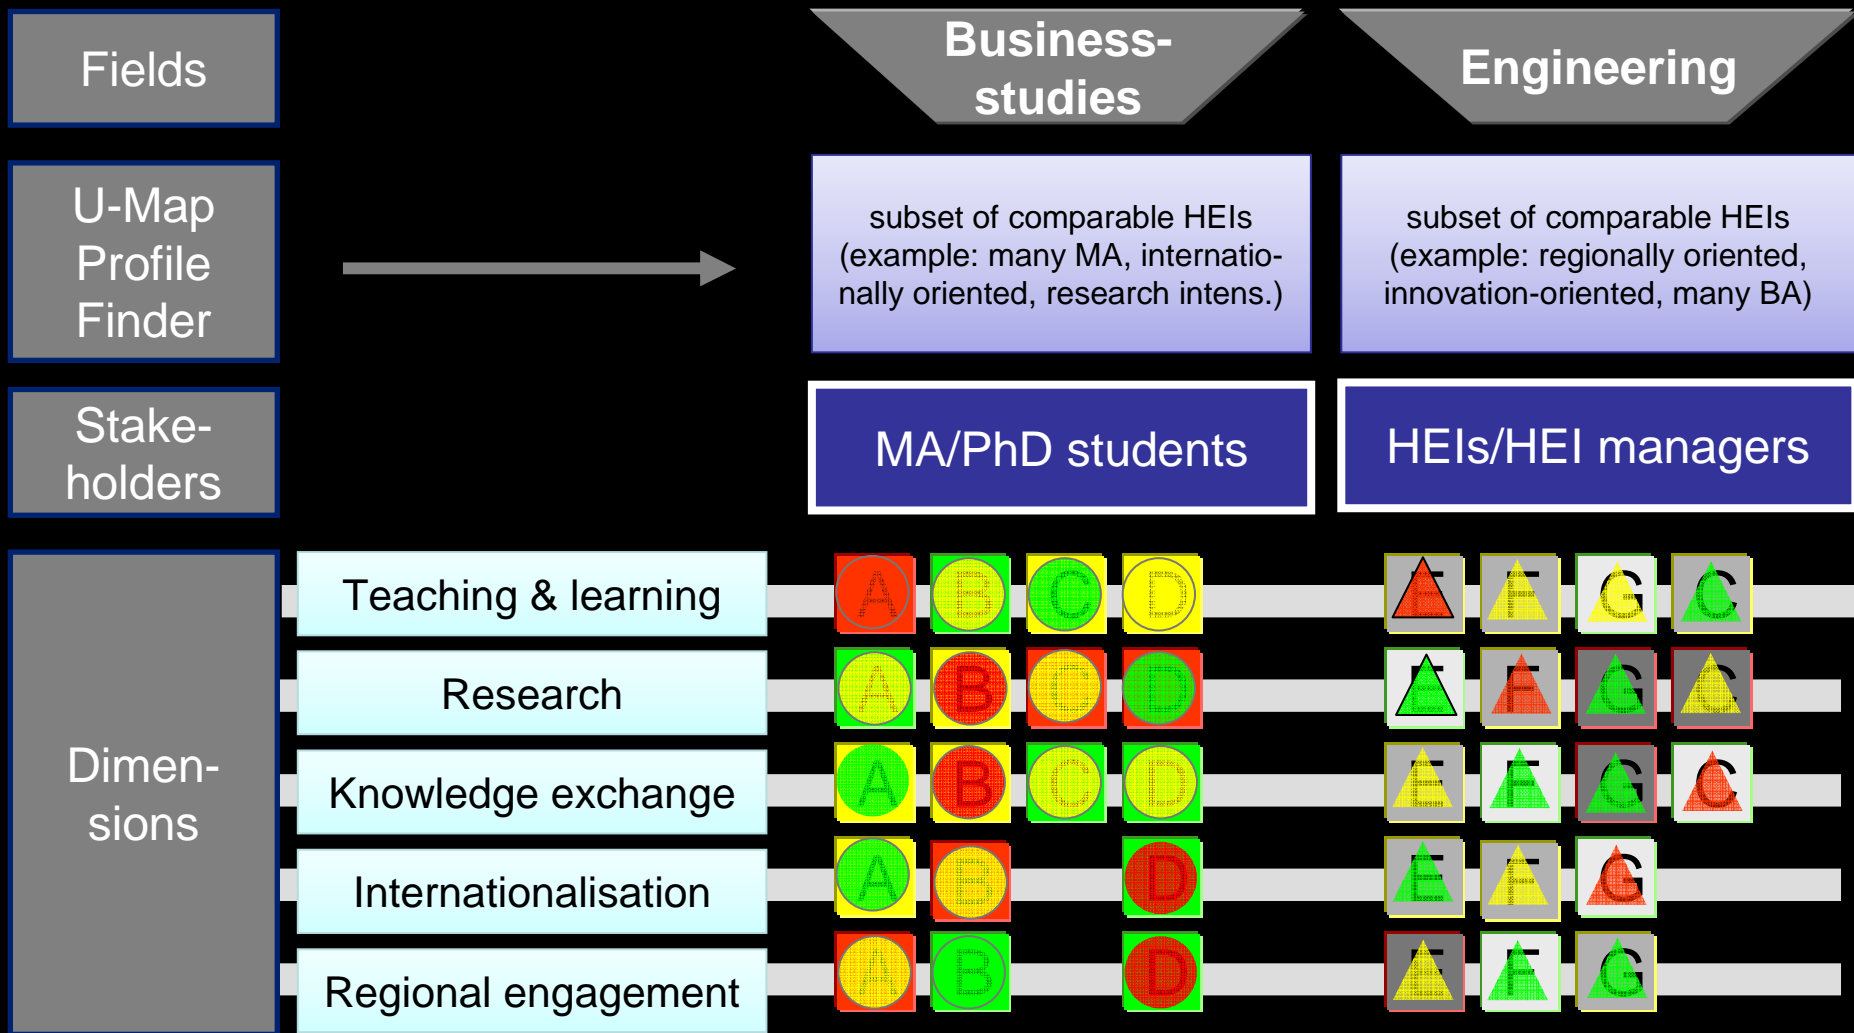 Fields
Business-
studies
Engineering
U-Map
Profile
Finder
subset of comparable HEIs
(example: many MA, internatio-
nally oriented, research intens.)
subset of comparable HEIs
(example: regionally oriented,
innovation-oriented, many BA)
Stake-
holders
MA/PhD students
HEIs/HEI managers
Dimen-
sions
Teaching & learning
A B C D E F G C
Research
A B C D E F G C
Knowledge exchange
A B C D E F G C
Internationalisation
A B D E F G
Regional engagement
A B D E F G